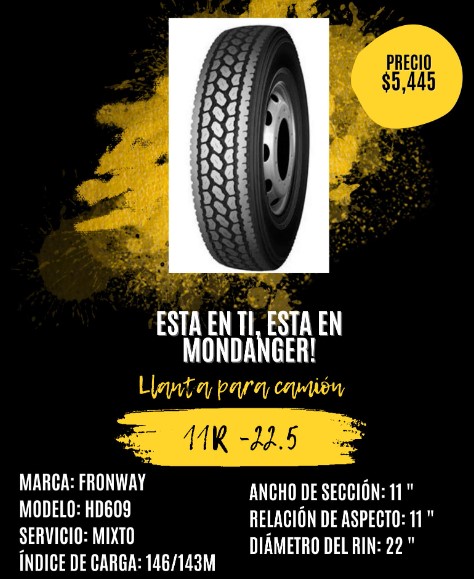 PRECIO
$5,445
ESTA EN TI, ESTA EN
MONDANGER!
Llanta para camión
11R -22.5
MARCA: FRONWAY
MODELO: HD609
SERVICIO: MIXTO
ÍNDICE DE CARGA: 146/143M
ANCHO DE SECCIÓN: 11 "
RELACIÓN DE ASPECTO: 11 "
DIÁMETRO DEL RIN: 22 "